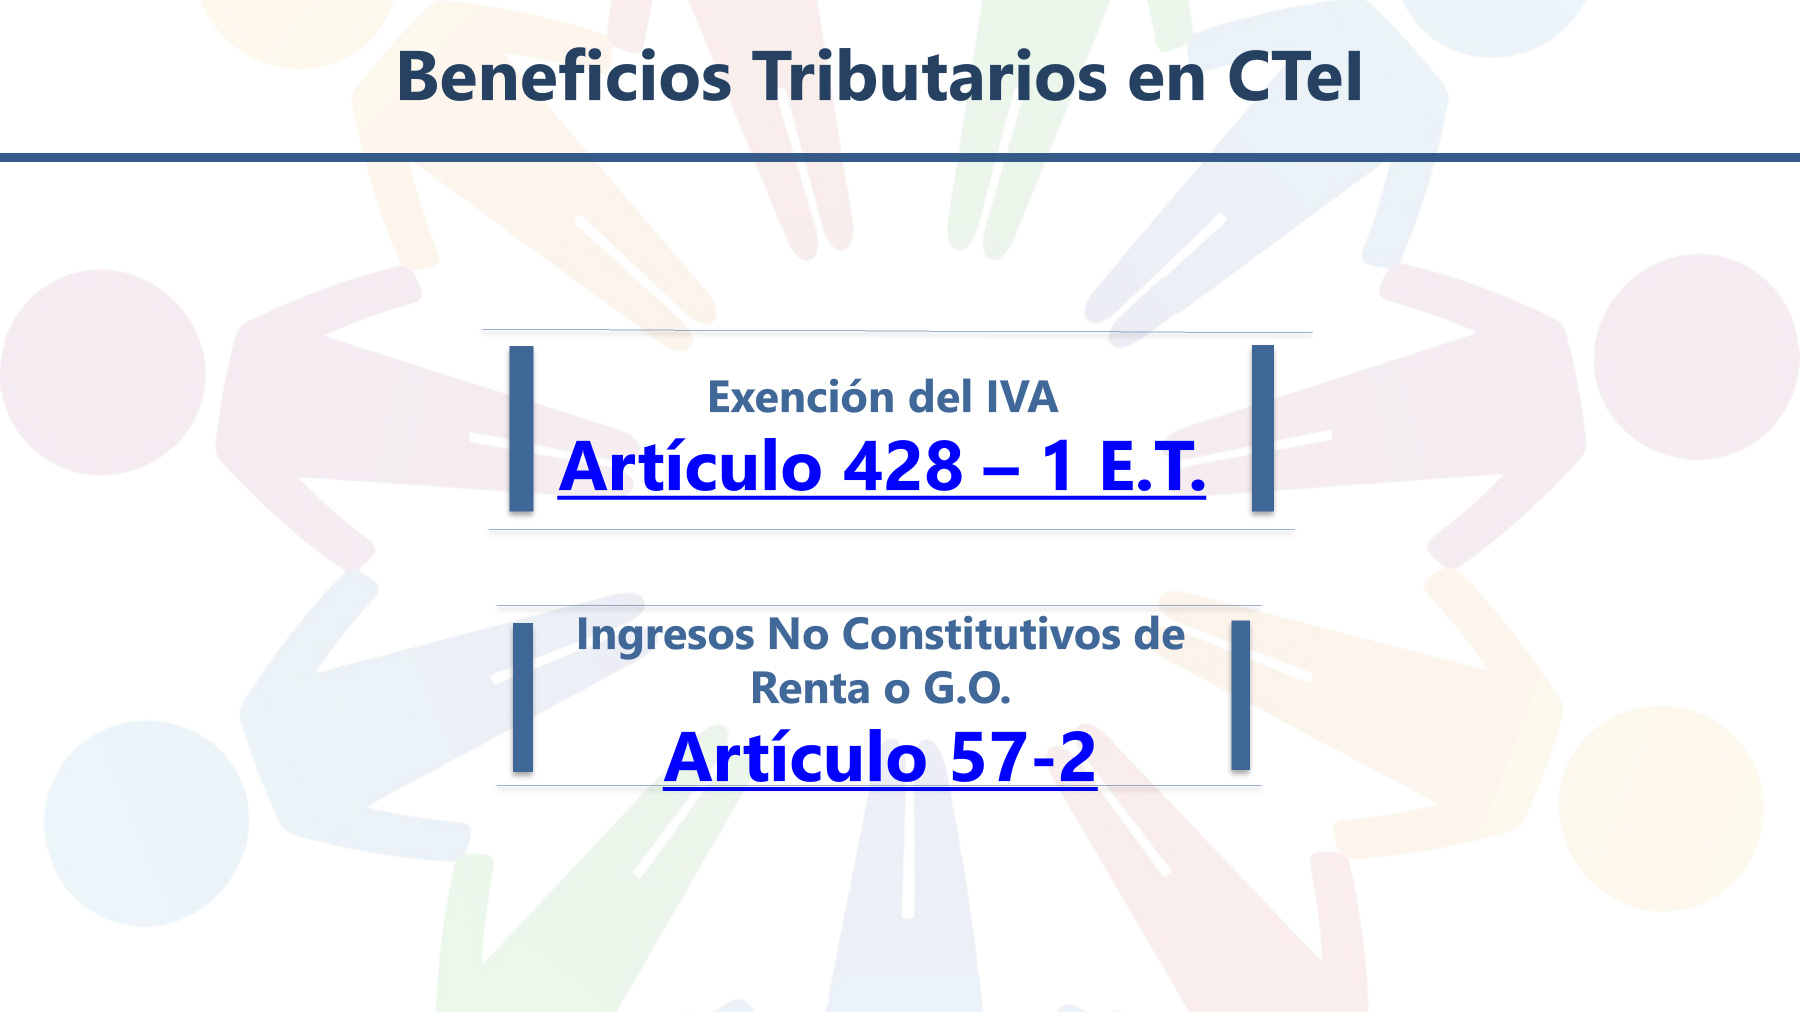 Beneficios Tributarios en CTeI
Exención del IVA
Artículo 428 – 1 E.T.
Ingresos No Constitutivos de
Renta o G.O.
Artículo 57-2